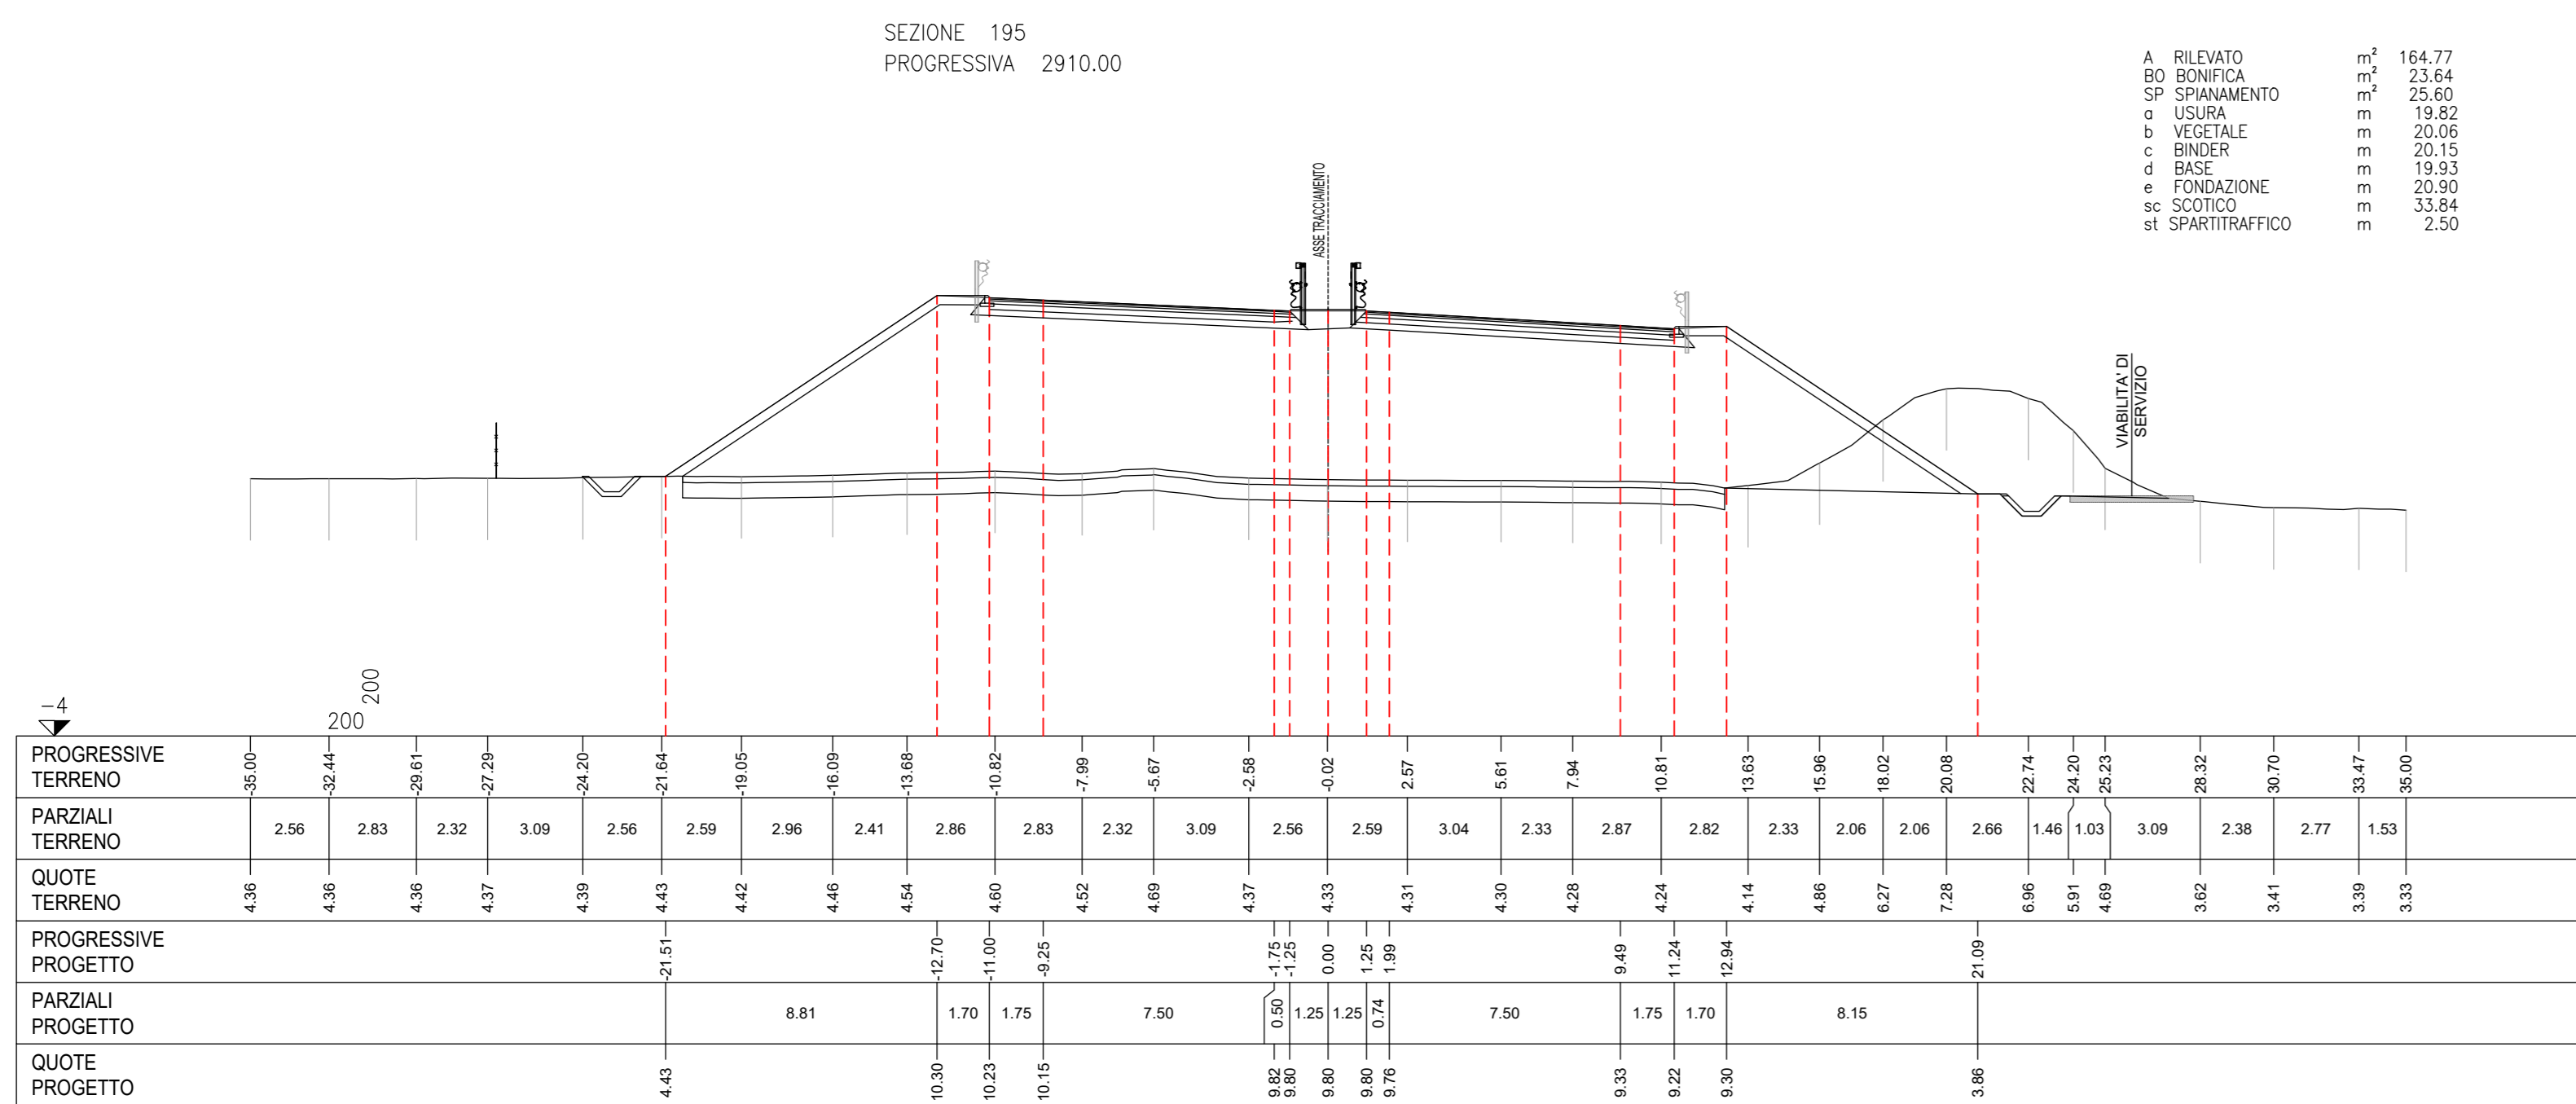 SEZIONE 195
PROGRESSIVA 2910.00
A RILEVATO m² 164.77
BO BONIFICA m² 23.64
SP SPIANAMENTO m² 25.60
a USURA m 19.82
b VEGETALE m 20.06
c BINDER m 20.15
d BASE m 19.93
e FONDAZIONE m 20.90
sc SCOTICO m 33.84
st SPARTITRAFFICO m 2.50
ASSE TRACCIAMENTO
VIABILITA' DI
SERVIZIO
-4
200
200
PROGRESSIVE
TERRENO
-35.00 -32.44 -29.61 -27.29 -24.20 -21.64 -19.05 -16.09 -13.68 -10.82 -7.99 -5.67 -2.58 -0.02 2.57 5.61 7.94 10.81 13.63 15.96 18.02 20.08 22.74 24.20 25.23 28.32 30.70 33.47 35.00
PARZIALI
TERRENO
2.56 2.83 2.32 3.09 2.56 2.59 2.96 2.41 2.86 2.83 2.32 3.09 2.56 2.59 3.04 2.33 2.87 2.82 2.33 2.06 2.06 2.66 1.46 1.03 3.09 2.38 2.77 1.53
QUOTE
TERRENO
4.36 4.36 4.36 4.37 4.39 4.43 4.42 4.46 4.54 4.60 4.52 4.69 4.37 4.33 4.31 4.30 4.28 4.24 4.14 4.86 6.27 7.28 6.96 5.91 4.69 3.62 3.41 3.39 3.33
PROGRESSIVE
PROGETTO
-21.51 -12.70 -11.00 -9.25 -1.75 -1.25 0.00 1.25 1.99 9.49 11.24 12.94 21.09
PARZIALI
PROGETTO
8.81 1.70 1.75 7.50 0.50 1.25 1.25 0.74 7.50 1.75 1.70 8.15
QUOTE
PROGETTO
4.43 10.30 10.23 10.15 9.82 9.80 9.80 9.80 9.76 9.33 9.22 9.30 3.86